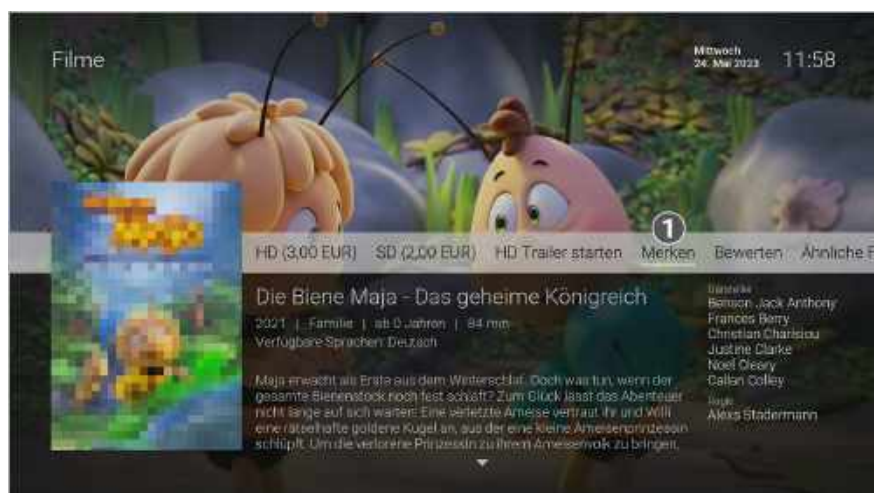 Filme
Mittwoch
24. Mai 2023
11:58
1
HD (3,00 EUR) SD (2,00 EUR) HD Trailer starten Merken Bewerten Ähnliche F
Die Biene Maja - Das geheime Königreich
2021 | Familie | ab 0 Jahren | 84 min
Verfügbare Sprachen: Deutsch
Maja erwacht als Erste aus dem Winterschlaf. Doch was tun, wenn der
gesamte Bienenstock noch fest schläft? Zum Glück lässt das Abenteuer
nicht lange auf sich warten: Eine verletzte Ameise vertraut ihr und Willi
eine rätselhafte goldene Kugel an, aus der eine kleine Ameisenprinzessin
schlüpft. Um die verlorene Prinzessin zu ihrem Ameisenvolk zu bringen,
Darsteller
Benson Jack Anthony
Frances Berry
Christian Charisiou
Justine Clarke
Noel Cleary
Callan Colley
Regie
Alexs Stadermann